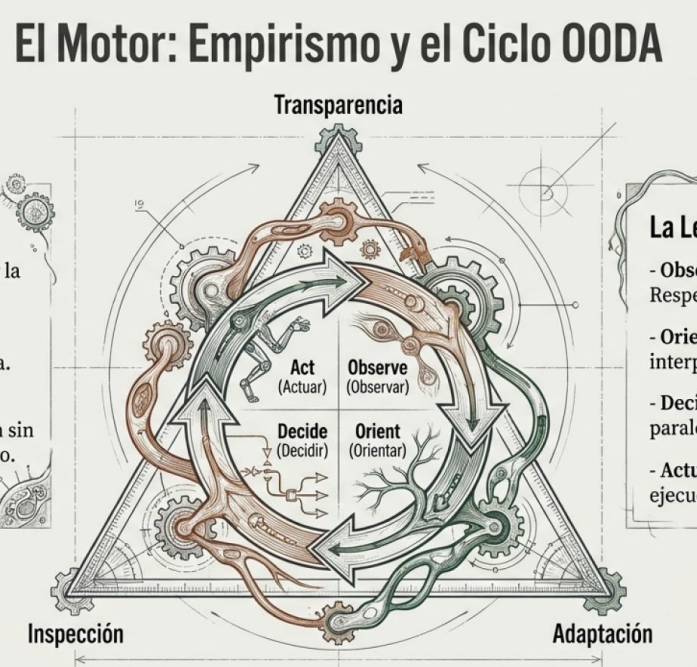 El Motor: Empirismo y el Ciclo OODA
Transparencia
la
a.
sin
o.
Act
(Actuar)
Observe
(Observar)
Decide
(Decidir)
Orient
(Orientar)
Inspección
Adaptación
La Le
- Obse
Respe
- Orie
interp
- Deci
paral
- Actu
ejecu